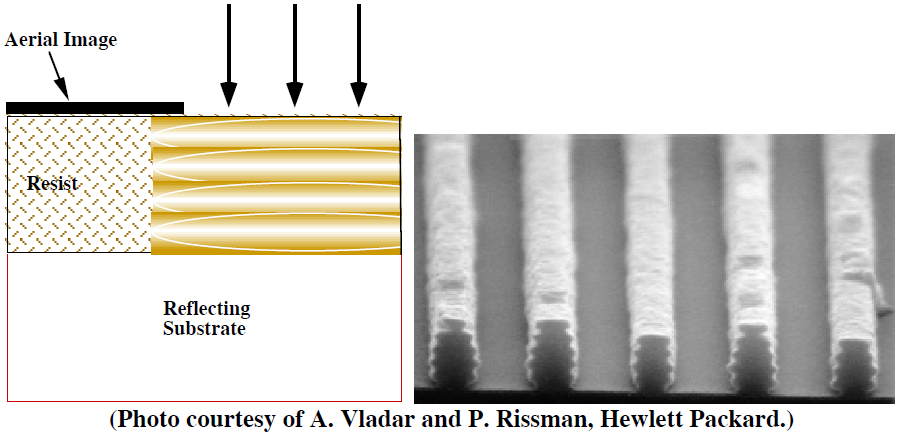 Aerial Image
Resist
Reflecting
Substrate
(Photo courtesy of A. Vladar and P. Rissman, Hewlett Packard.)